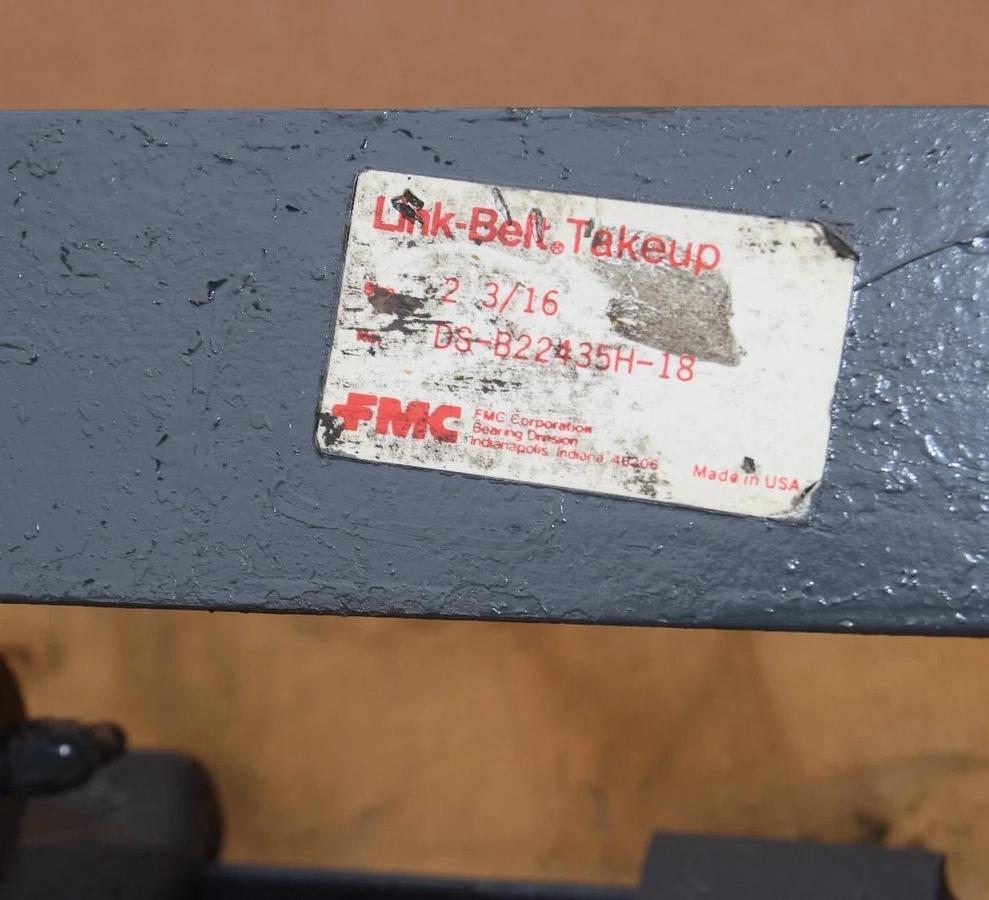 Link-Belt® Takeup
2 3/16
No. DS-B22435H-18
FMC FMC Corporation
Bearing Division
Indianapolis, Indiana 46206
Made in USA